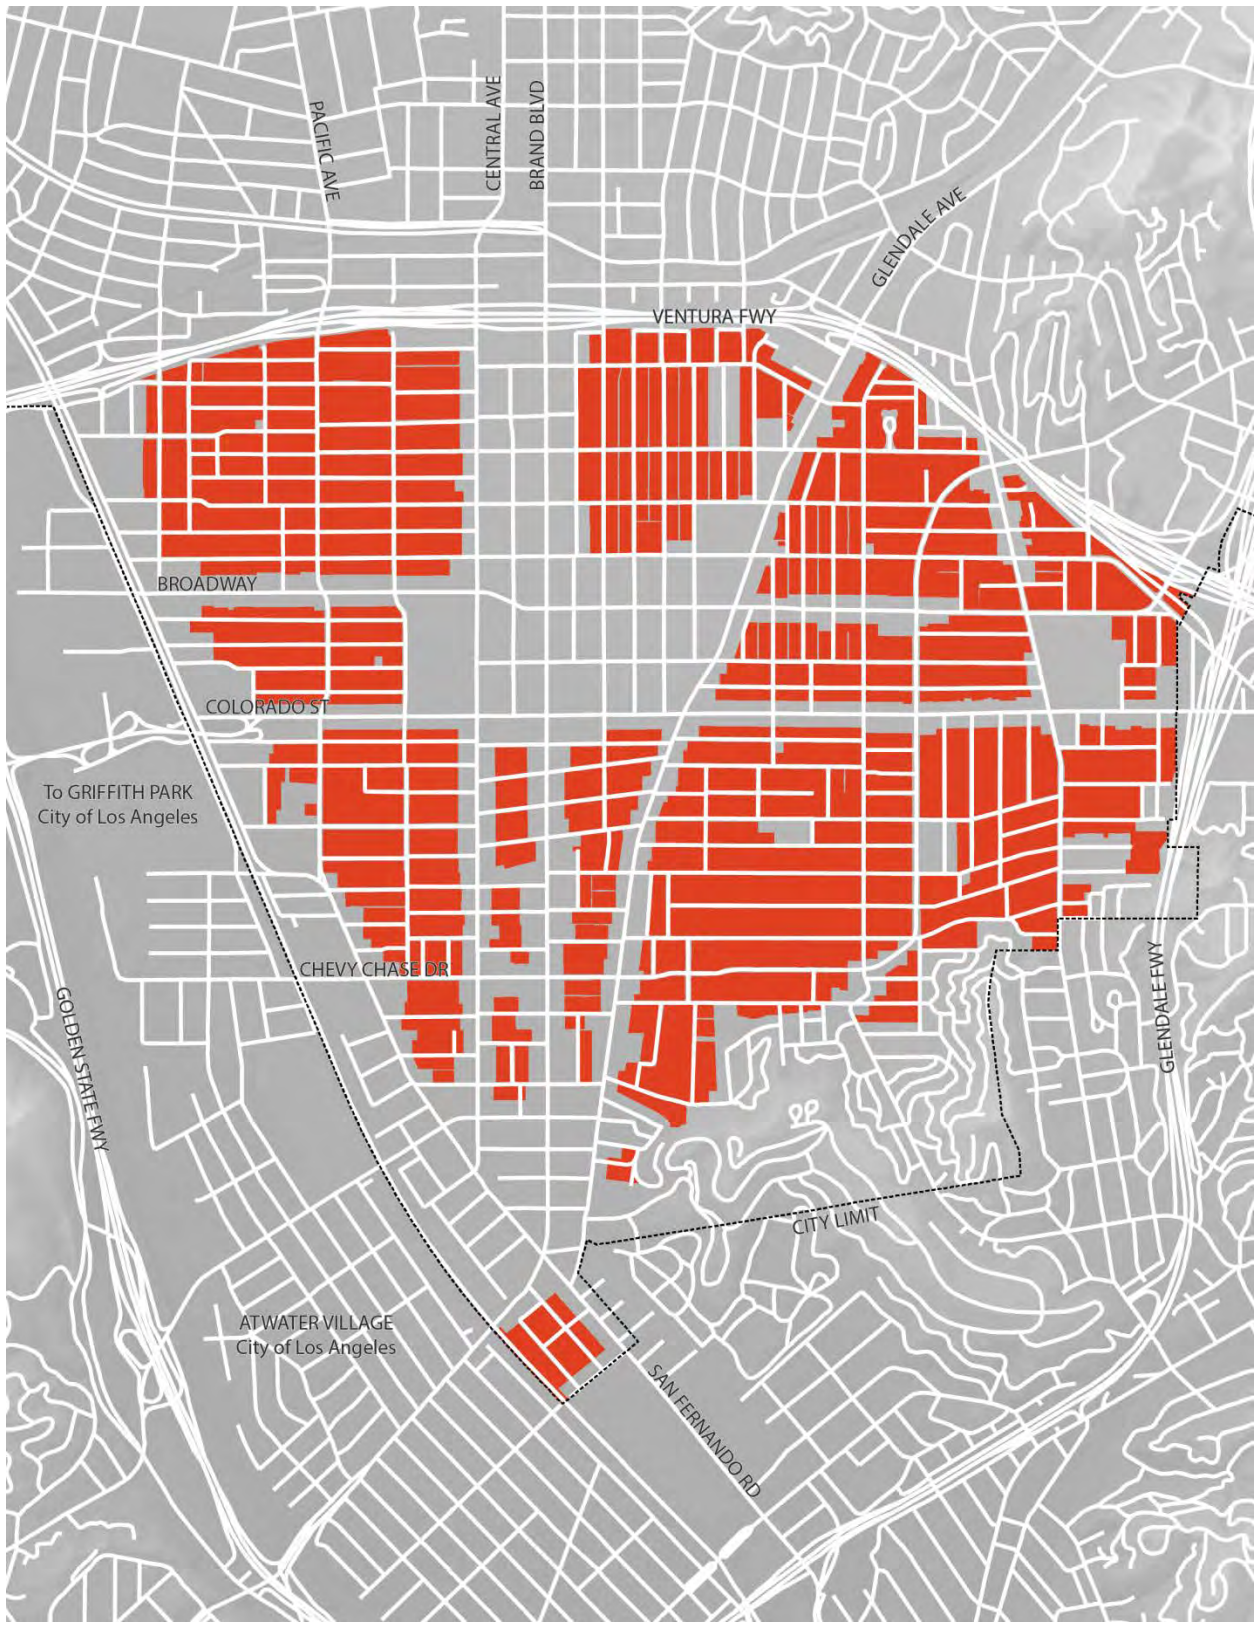 PACIFIC AVE
CENTRAL AVE
BRAND BLVD
GLENDALE AVE
VENTURA FWY
BROADWAY
COLORADO ST
To GRIFFITH PARK
City of Los Angeles
CHEVY CHASE DR
GOLDEN STATE FWY
GLENDALE FWY
CITY LIMIT
ATWATER VILLAGE
City of Los Angeles
SAN FERNANDO RD